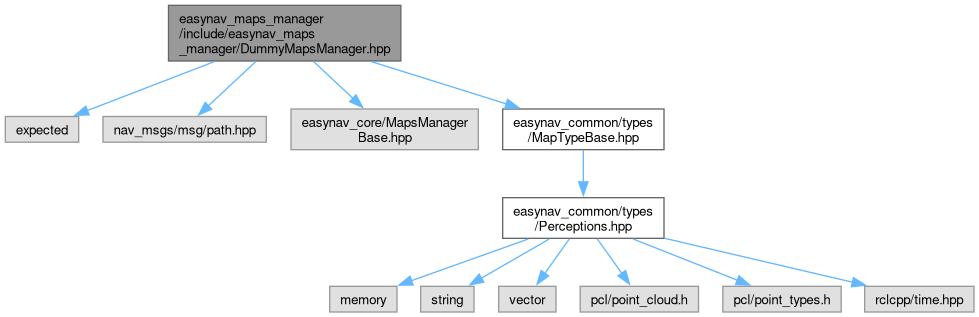 easynav_maps_manager
/include/easynav_maps
_manager/DummyMapsManager.hpp
expected
nav_msgs/msg/path.hpp
easynav_core/MapsManager
Base.hpp
easynav_common/types
/MapTypeBase.hpp
easynav_common/types
/Perceptions.hpp
memory
string
vector
pcl/point_cloud.h
pcl/point_types.h
rclcpp/time.hpp